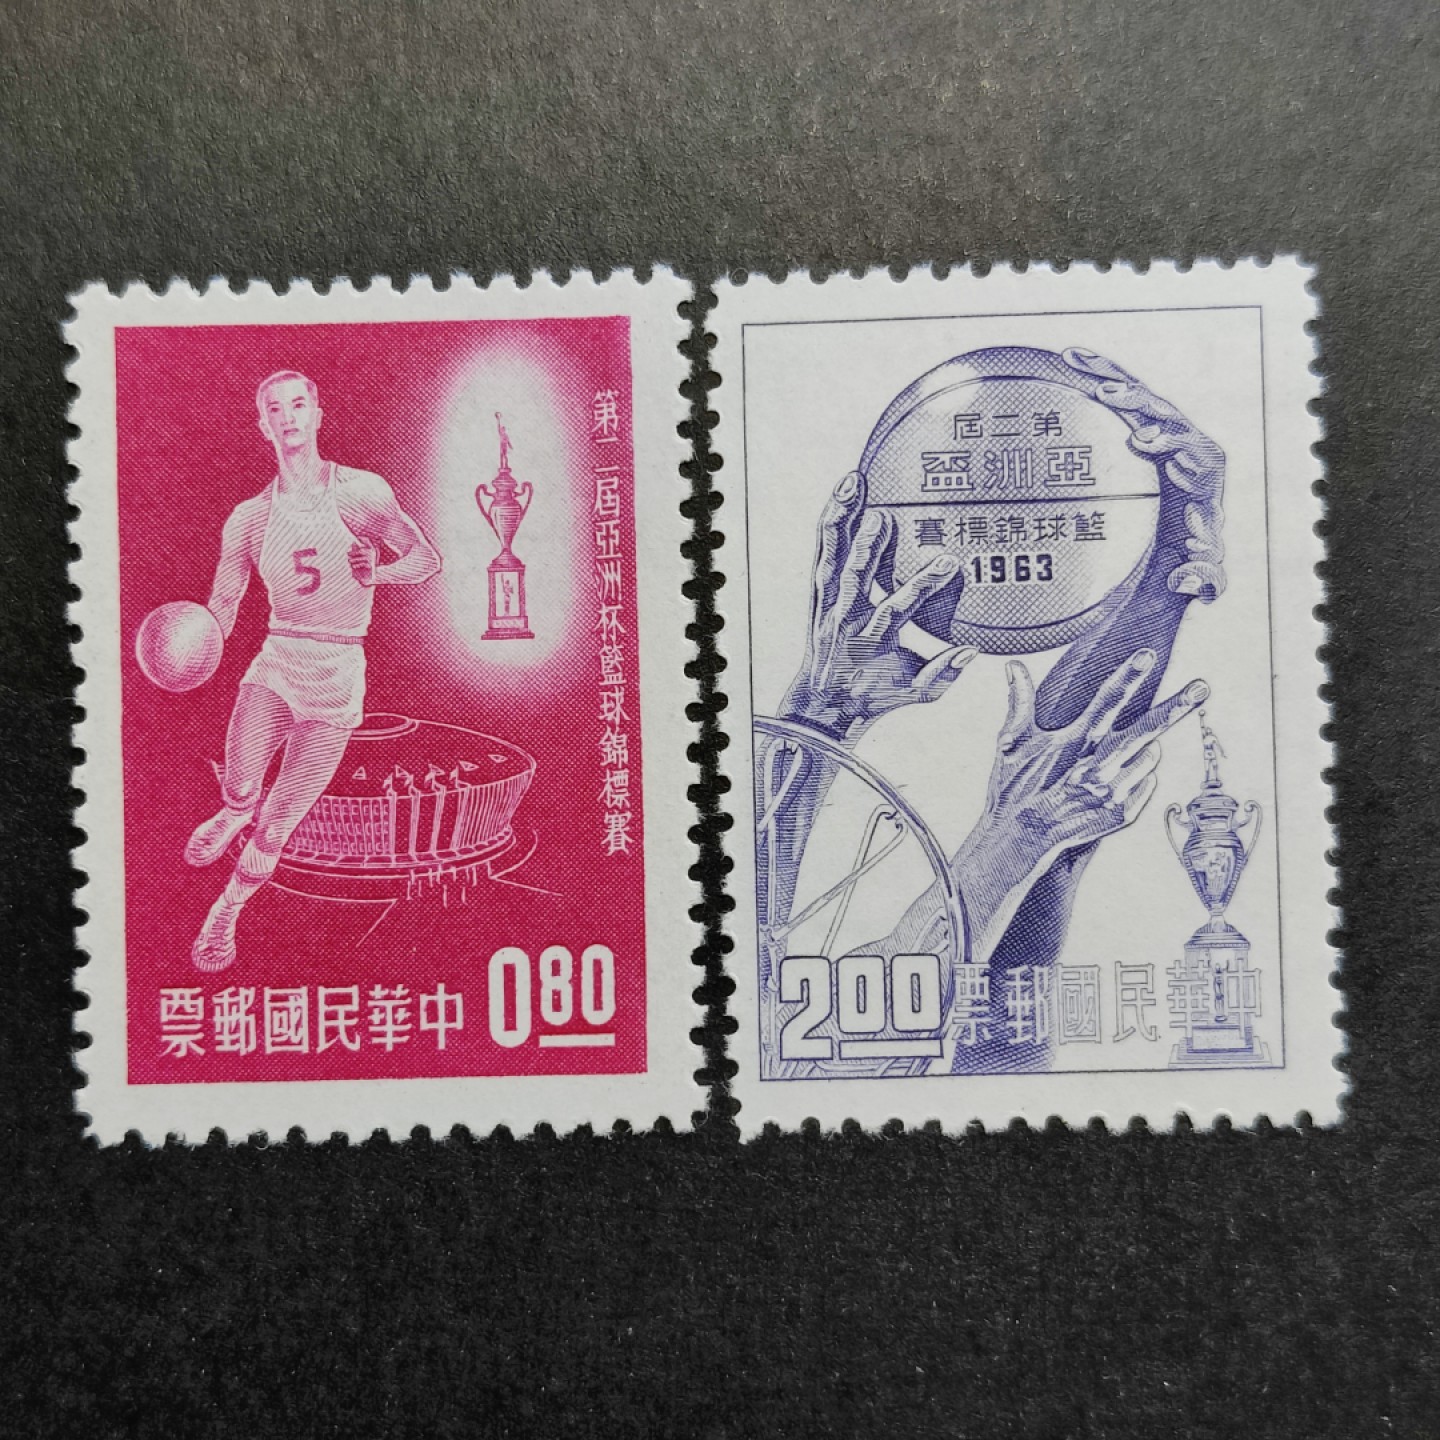 第二屆亞洲杯籃球錦標賽
5
票郵國民華中 0.80
屆二第
盃洲亞
賽標錦球籃
1963
2.00 票郵國民華中